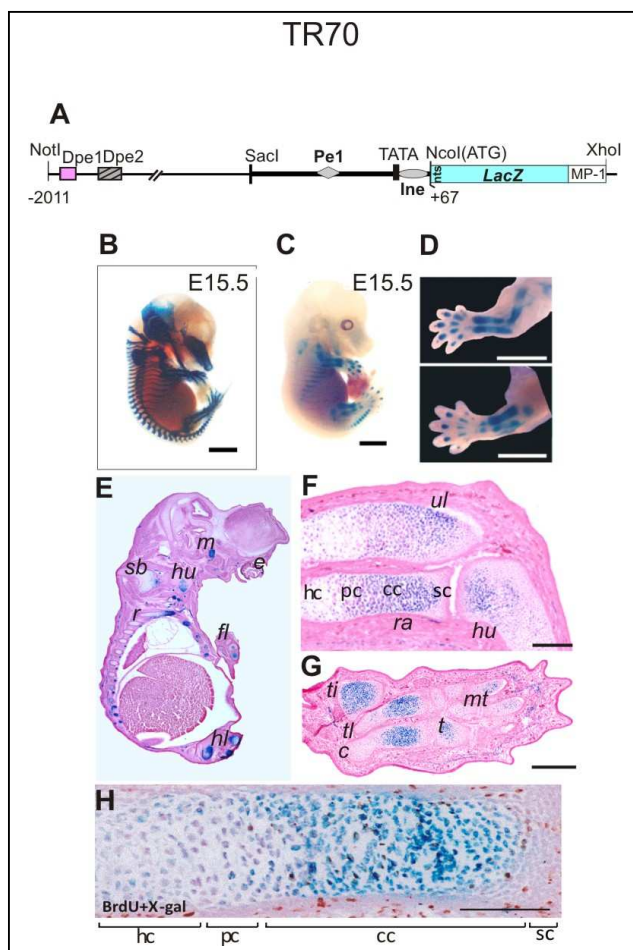 TR70
A
NotI Dpe1 Dpe2 SacI Pe1 TATA NcoI(ATG) XhoI
-2011 Ine +67 nts LacZ MP-1
B C D
E15.5 E15.5
E F
m e sb hu r fl hl
ul hc pc cc sc ra hu
G
ti tl c t mt
H
BrdU+X-gal
hc pc cc sc